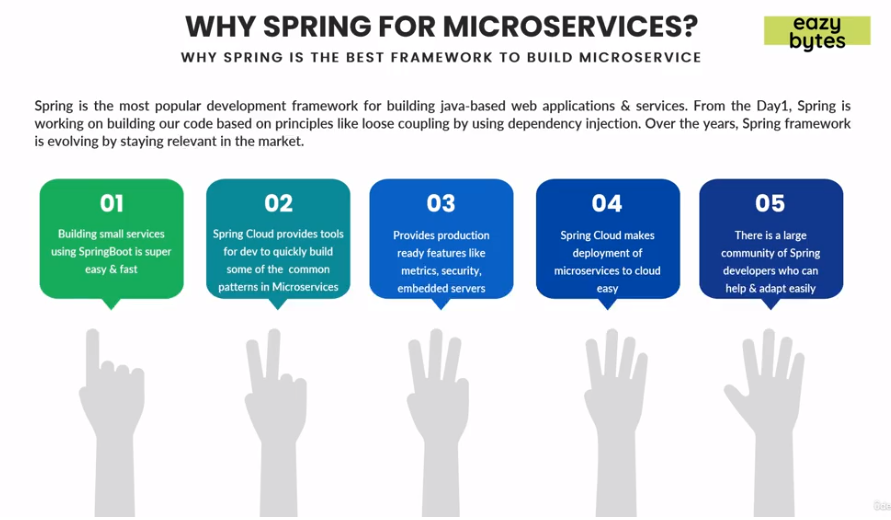 WHY SPRING FOR MICROSERVICES?
eazy
bytes
WHY SPRING IS THE BEST FRAMEWORK TO BUILD MICROSERVICE
Spring is the most popular development framework for building java-based web applications & services. From the Day1, Spring is
working on building our code based on principles like loose coupling by using dependency injection. Over the years, Spring framework
is evolving by staying relevant in the market.
01
Building small services
using SpringBoot is super
easy & fast
02
Spring Cloud provides tools
for dev to quickly build
some of the common
patterns in Microservices
03
Provides production
ready features like
metrics, security,
embedded servers
04
Spring Cloud makes
deployment of
microservices to cloud
easy
05
There is a large
community of Spring
developers who can
help & adapt easily